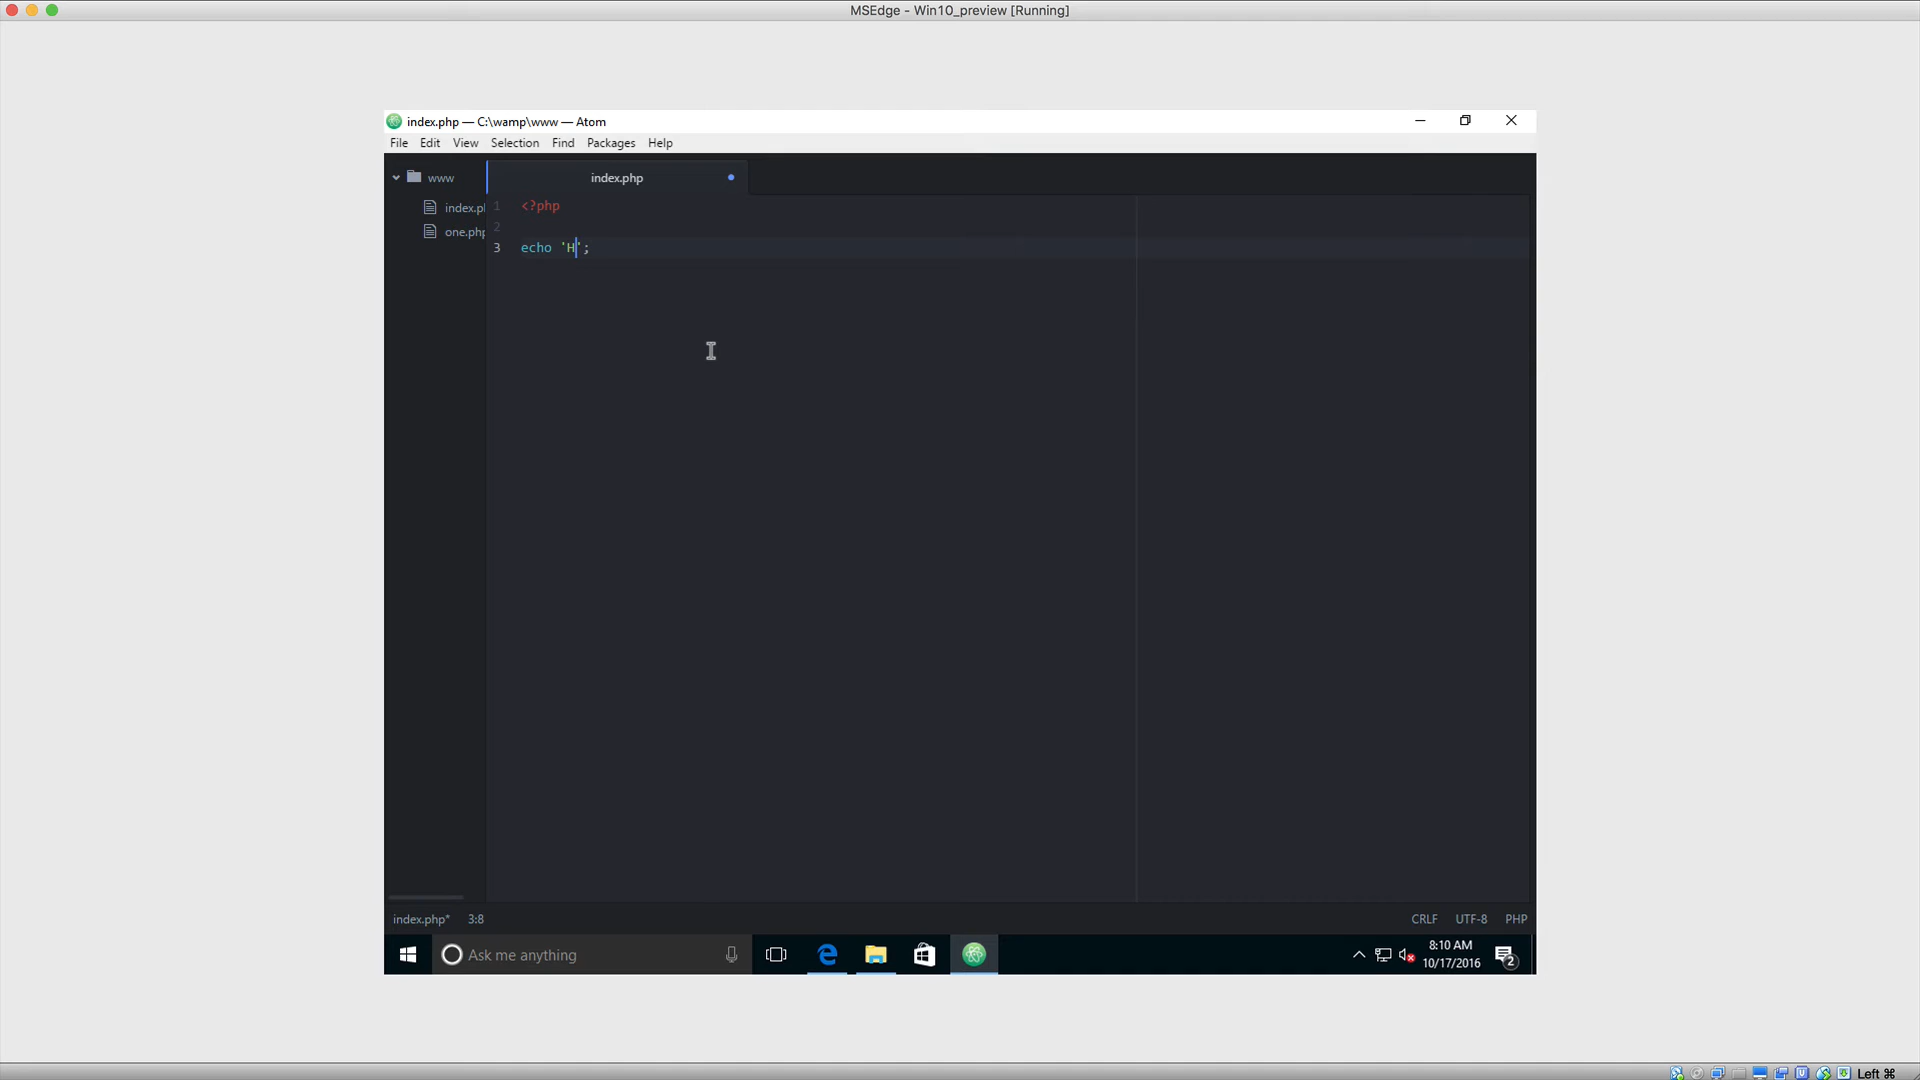 MSEdge - Win10_preview [Running]
index.php — C:\wamp\www — Atom
File Edit View Selection Find Packages Help
www
index.php
index.p
one.php
1 <?php
2
3 echo 'H';
index.php* 3:8
CRLF UTF-8 PHP
Ask me anything
8:10 AM
10/17/2016
2
Left ⌘